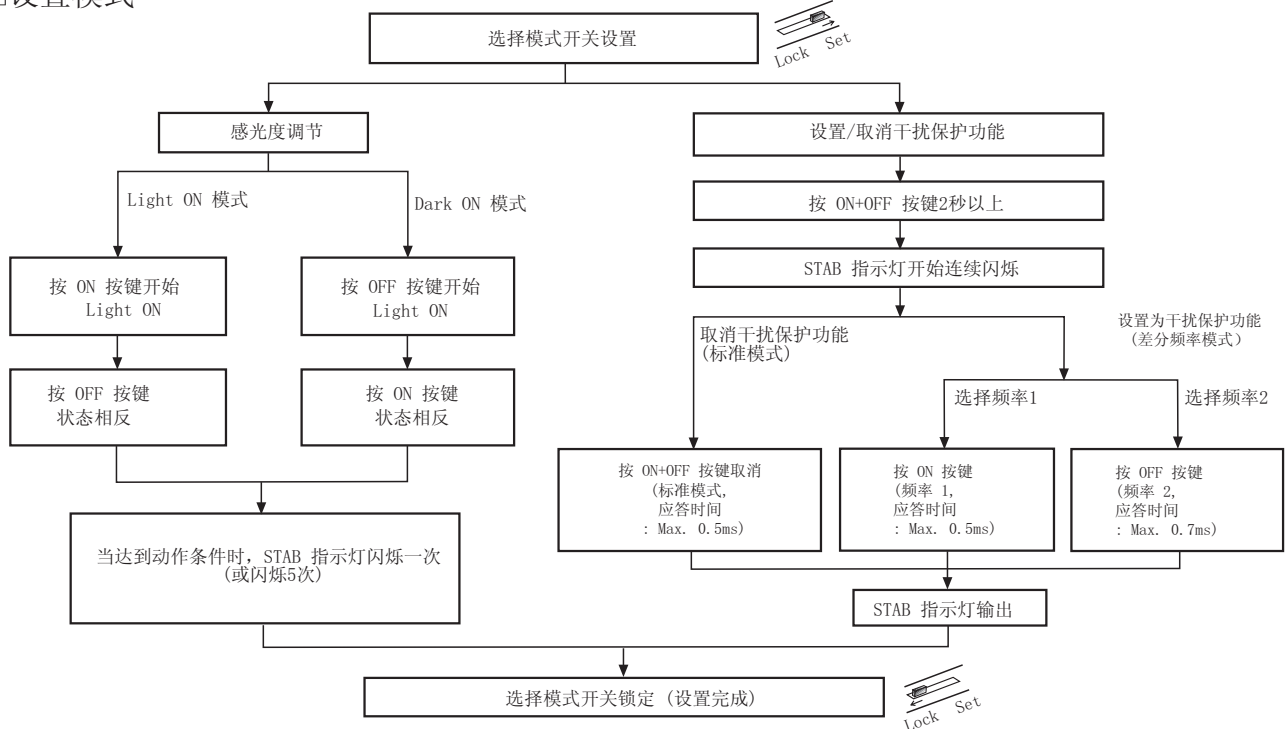 设置模式
选择模式开关设置
Lock Set
感光度调节
Light ON 模式
Dark ON 模式
按 ON 按键开始
Light ON
按 OFF 按键开始
Light ON
按 OFF 按键
状态相反
按 ON 按键
状态相反
当达到动作条件时, STAB 指示灯闪烁一次
(或闪烁5次)
设置/取消干扰保护功能
按 ON+OFF 按键2秒以上
STAB 指示灯开始连续闪烁
取消干扰保护功能
(标准模式)
设置为干扰保护功能
(差分频率模式)
选择频率1
选择频率2
按 ON+OFF 按键取消
(标准模式,
应答时间
: Max. 0.5ms)
按 ON 按键
(频率 1,
应答时间
: Max. 0.5ms)
按 OFF 按键
(频率 2,
应答时间
: Max. 0.7ms)
STAB 指示灯输出
选择模式开关锁定 (设置完成)
Lock Set